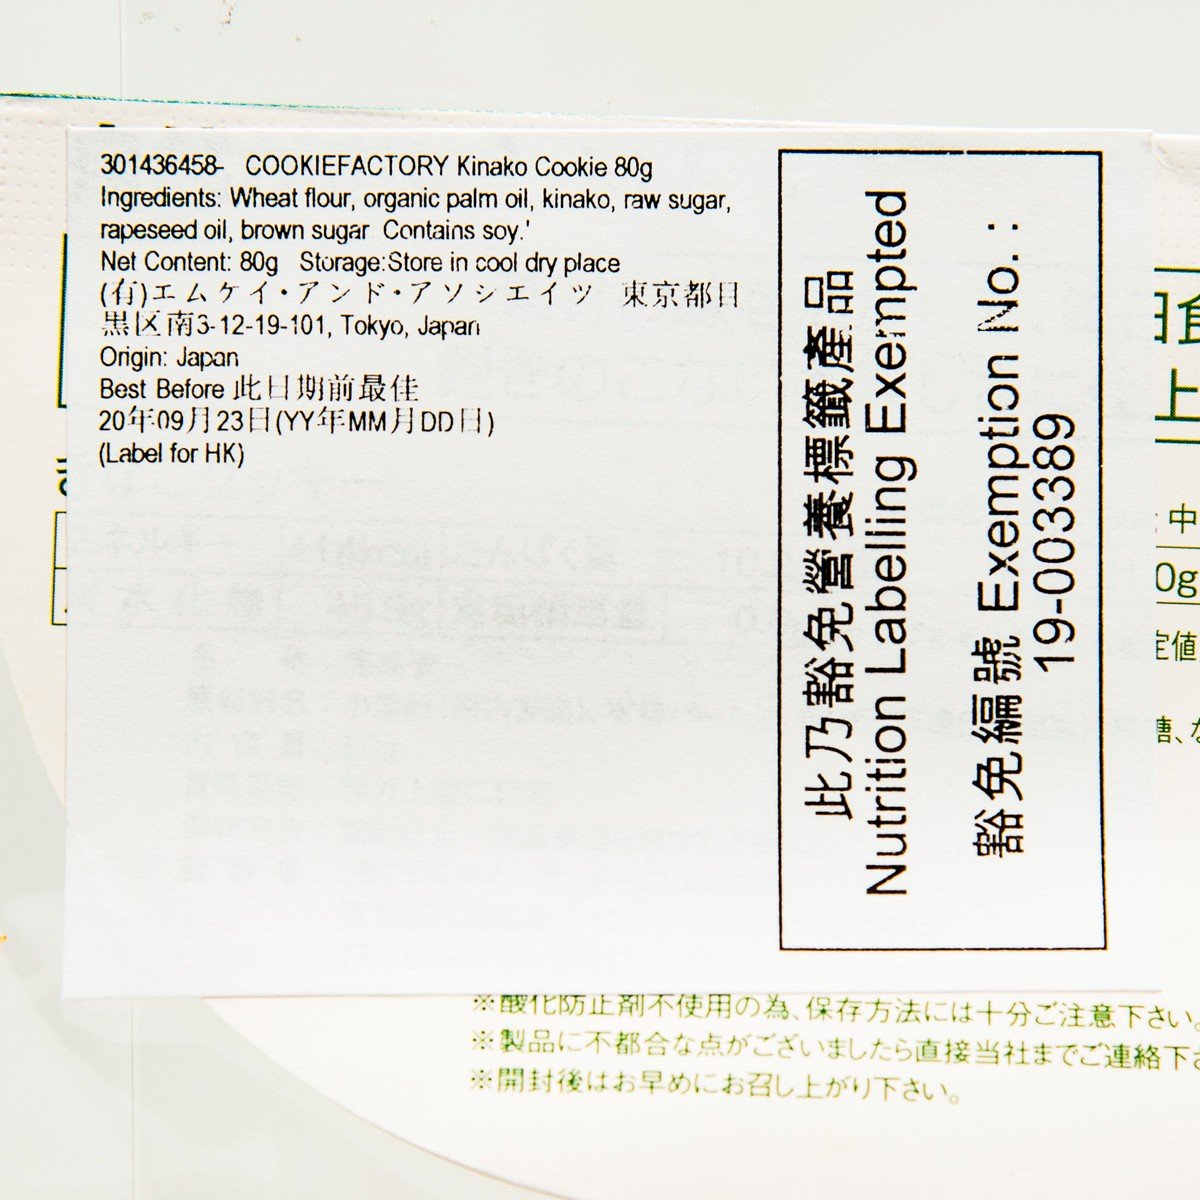 301436458- COOKIEFACTORY Kinako Cookie 80g
Ingredients: Wheat flour, organic palm oil, kinako, raw sugar,
rapeseed oil, brown sugar. Contains soy.'
Net Content: 80g Storage:Store in cool dry place
(有)エムケイ・アンド・アソシエイツ 東京都目
黒区南3-12-19-101, Tokyo, Japan
Origin: Japan
Best Before 此日期前最佳
20年09月23日(YY年MM月DD日)
(Label for HK)
此乃豁免營養標籤產品
Nutrition Labelling Exempted
豁免編號 Exemption No. :
19-003389
上
中
0g
定値
糖、な
※酸化防止剤不使用の為、保存方法には十分ご注意下さい。
※製品に不都合な点がございましたら直接当社までご連絡下さ
※開封後はお早めにお召し上がり下さい。